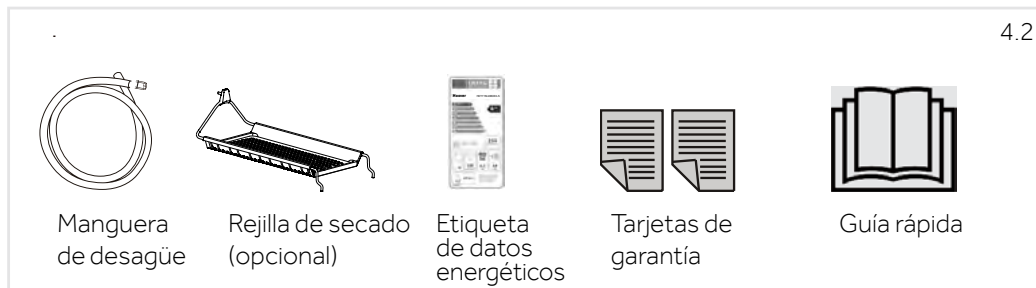 4.2
Manguera
de desagüe
Rejilla de secado
(opcional)
Etiqueta
de datos
energéticos
Tarjetas de
garantía
Guía rápida